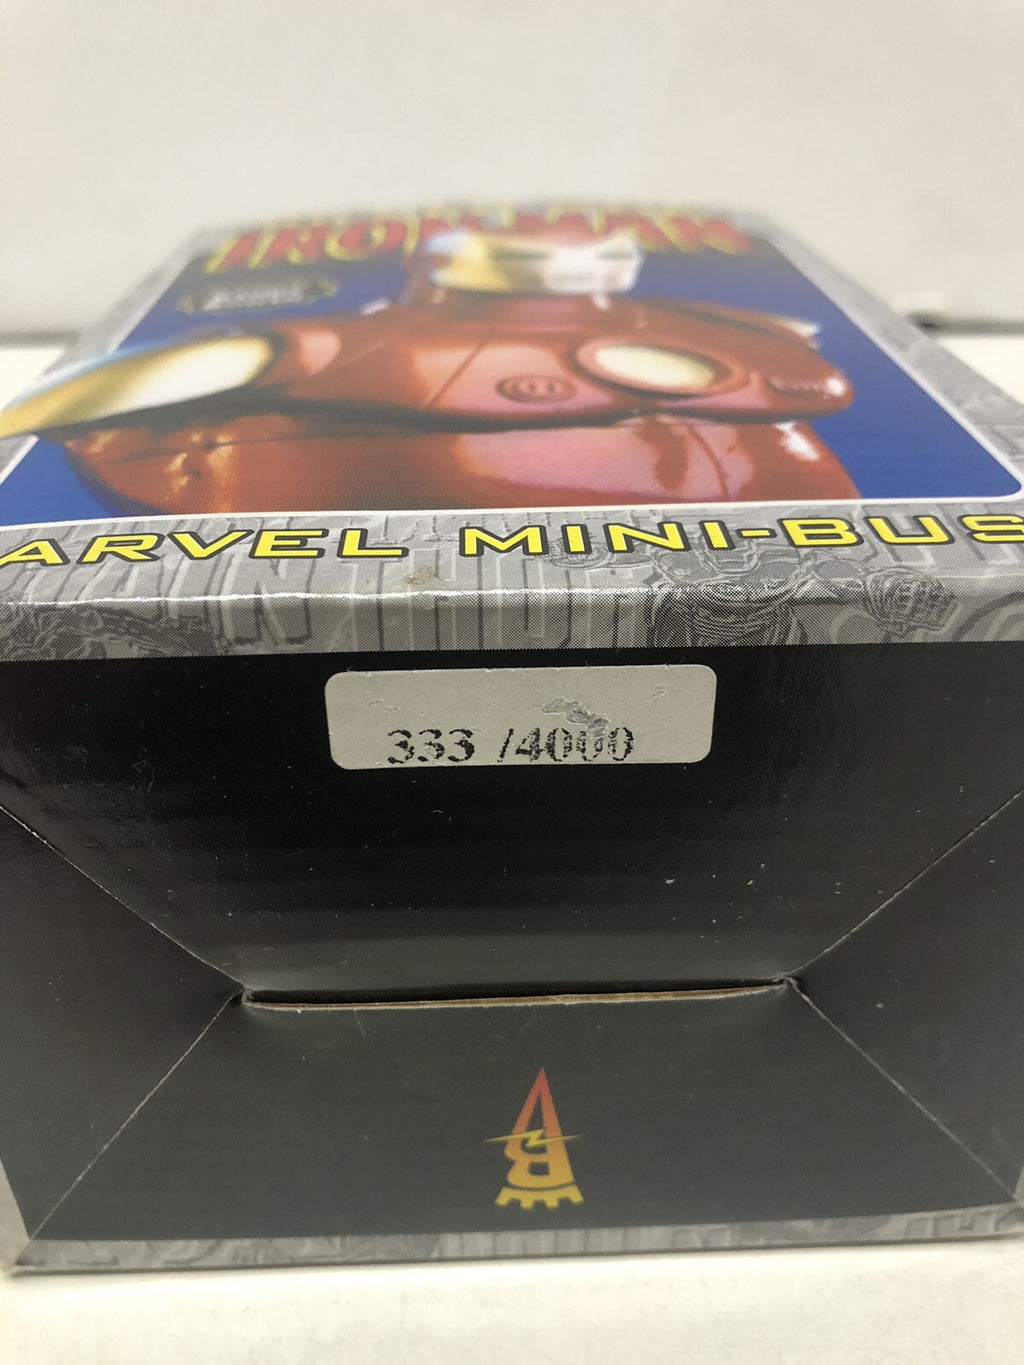 IRON MAN
ARVEL MINI-BUS
333 /4000